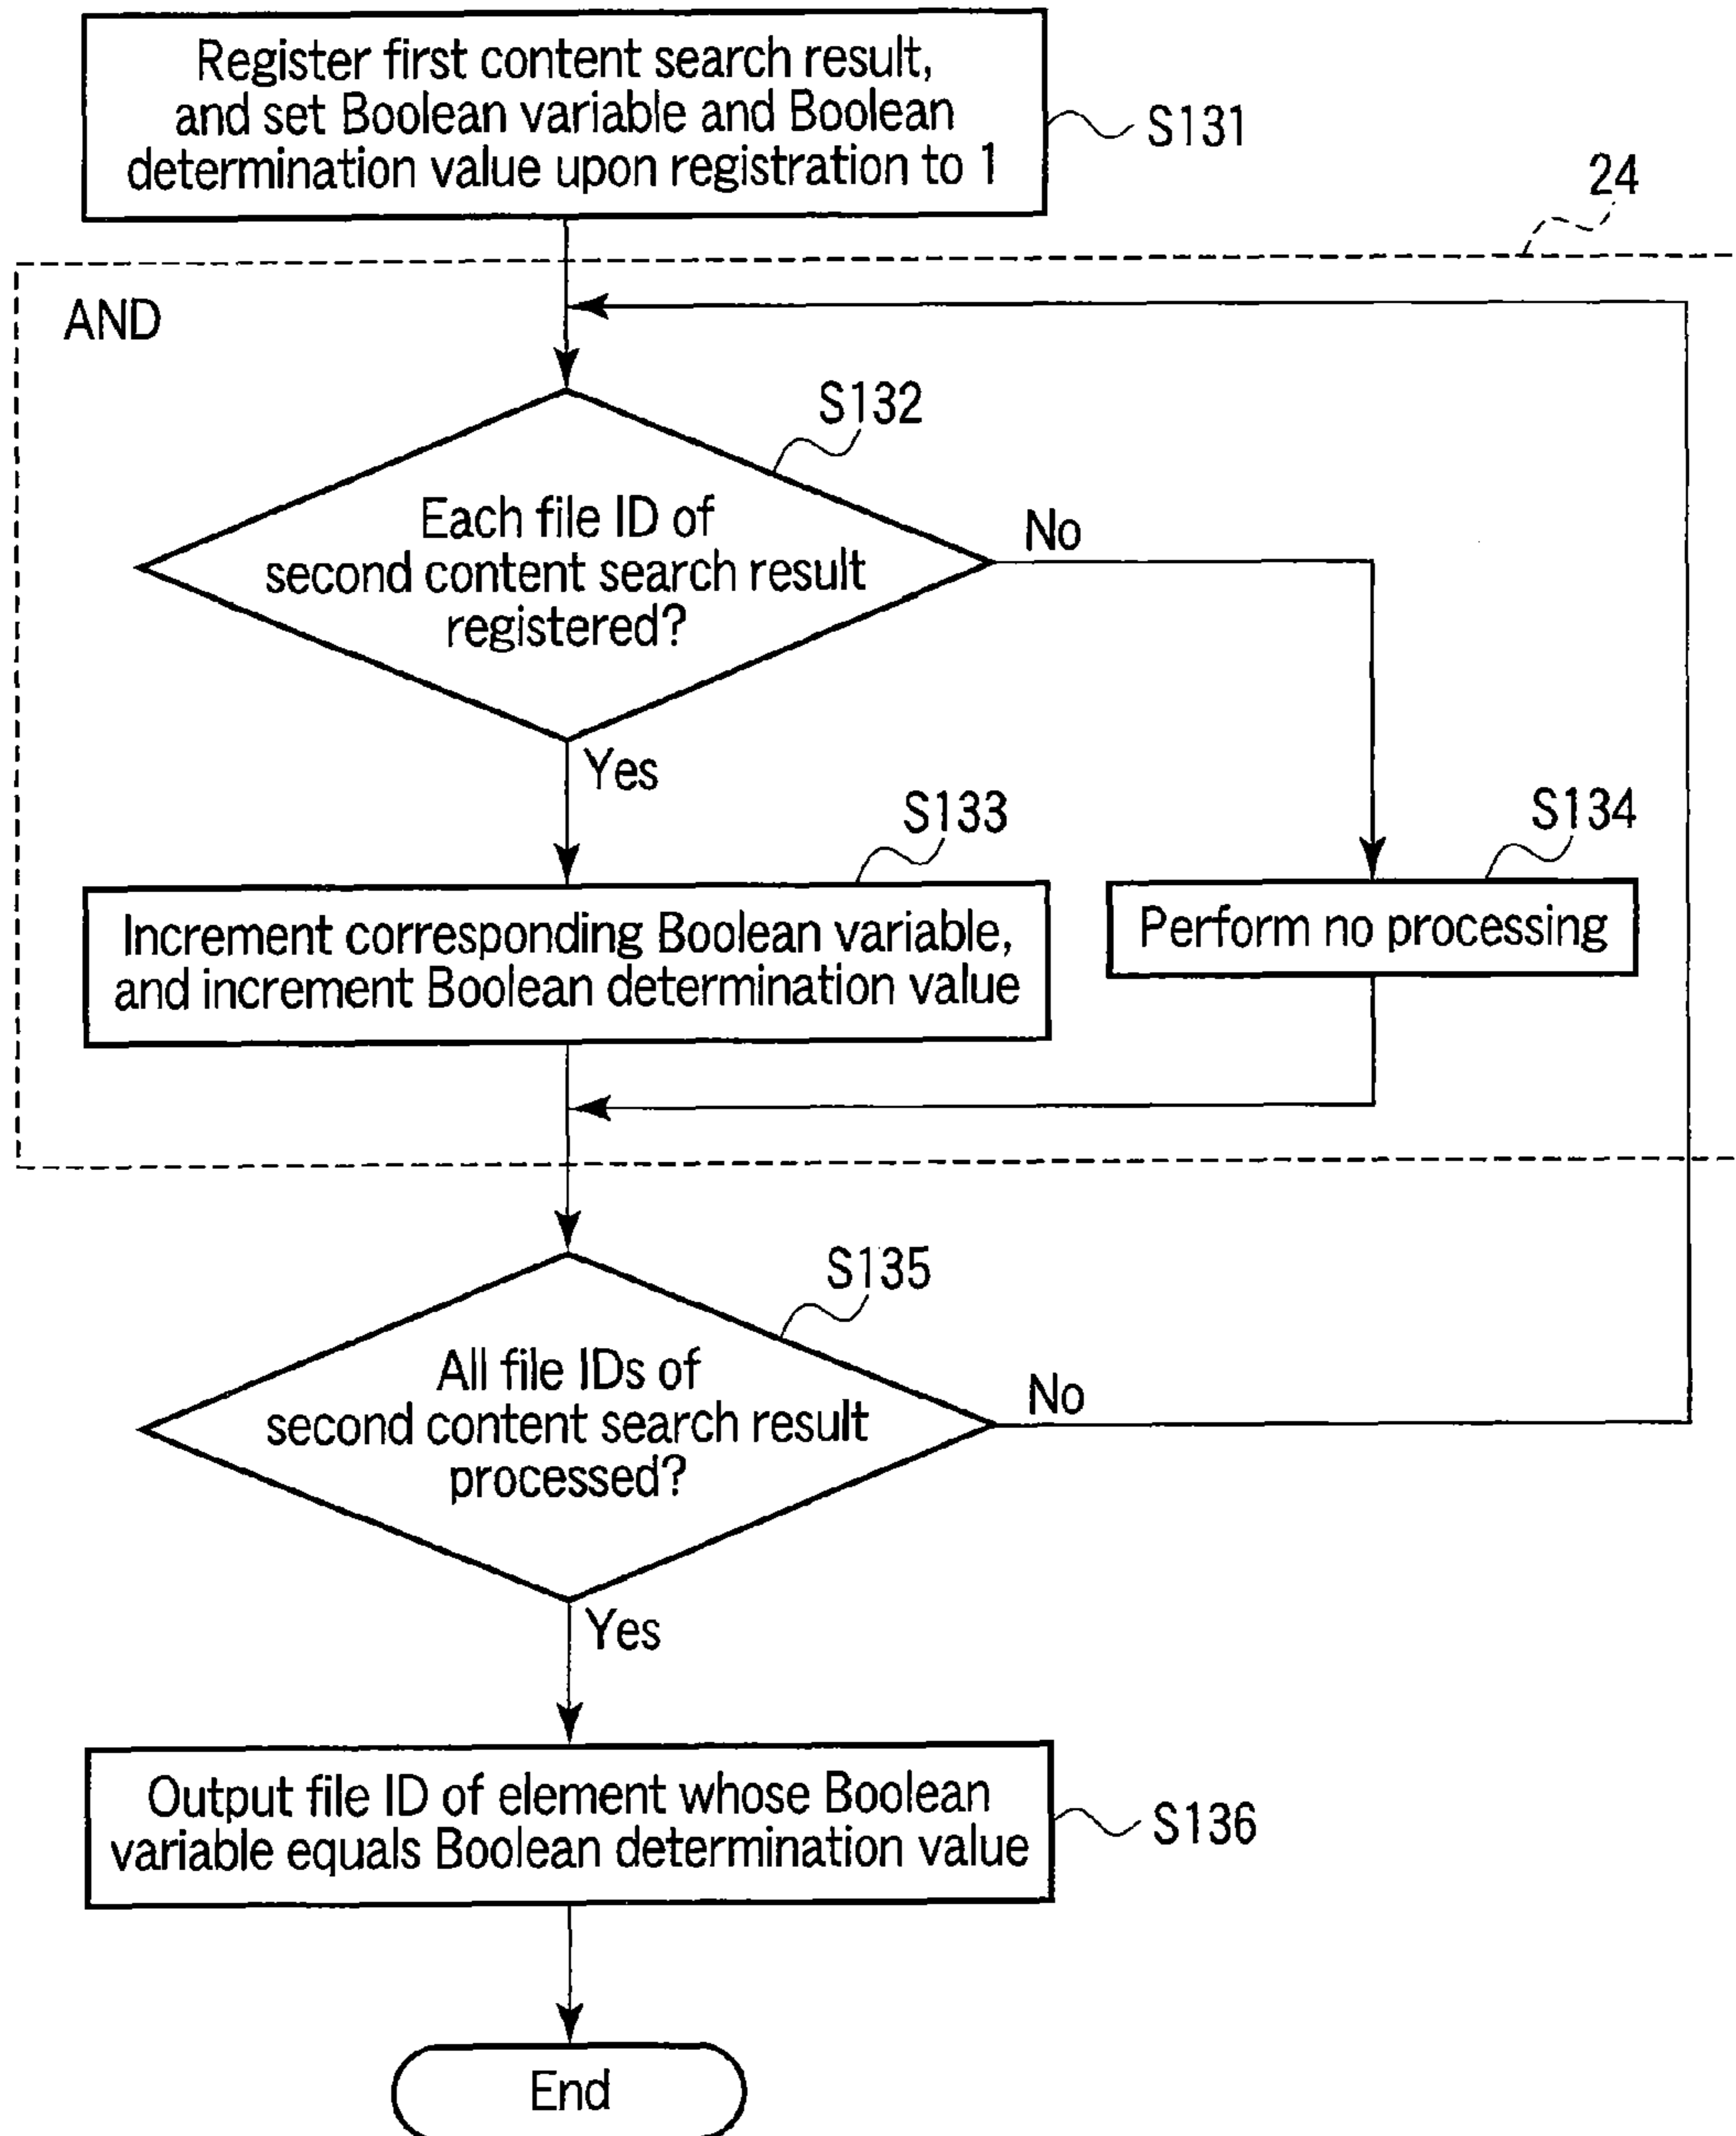 Register first content search result,
and set Boolean variable and Boolean
determination value upon registration to 1
S131
24
AND
S132
Each file ID of
second content search result
registered?
No
Yes
S133
S134
Increment corresponding Boolean variable,
and increment Boolean determination value
Perform no processing
S135
All file IDs of
second content search result
processed?
No
Yes
Output file ID of element whose Boolean
variable equals Boolean determination value
S136
End